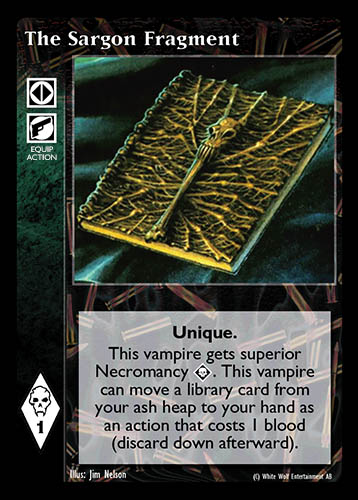 The Sargon Fragment
EQUIP
ACTION
Unique.
This vampire gets superior
Necromancy . This vampire
can move a library card from
your ash heap to your hand as
an action that costs 1 blood
(discard down afterward).
1
Illus: Jim Nelson
(C) White Wolf Entertainment AB